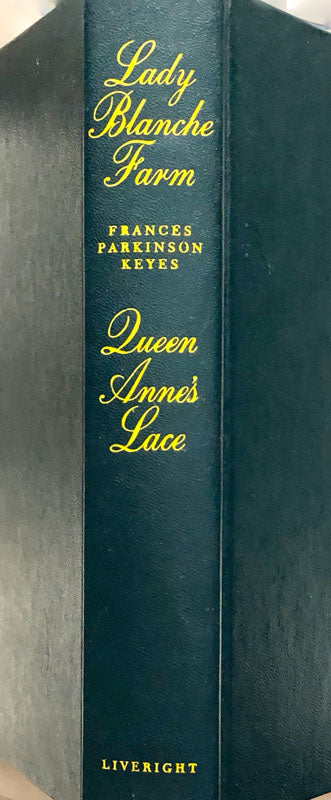 Lady
Blanche
Farm
FRANCES
PARKINSON
KEYES
Queen
Anne's
Lace
LIVERIGHT